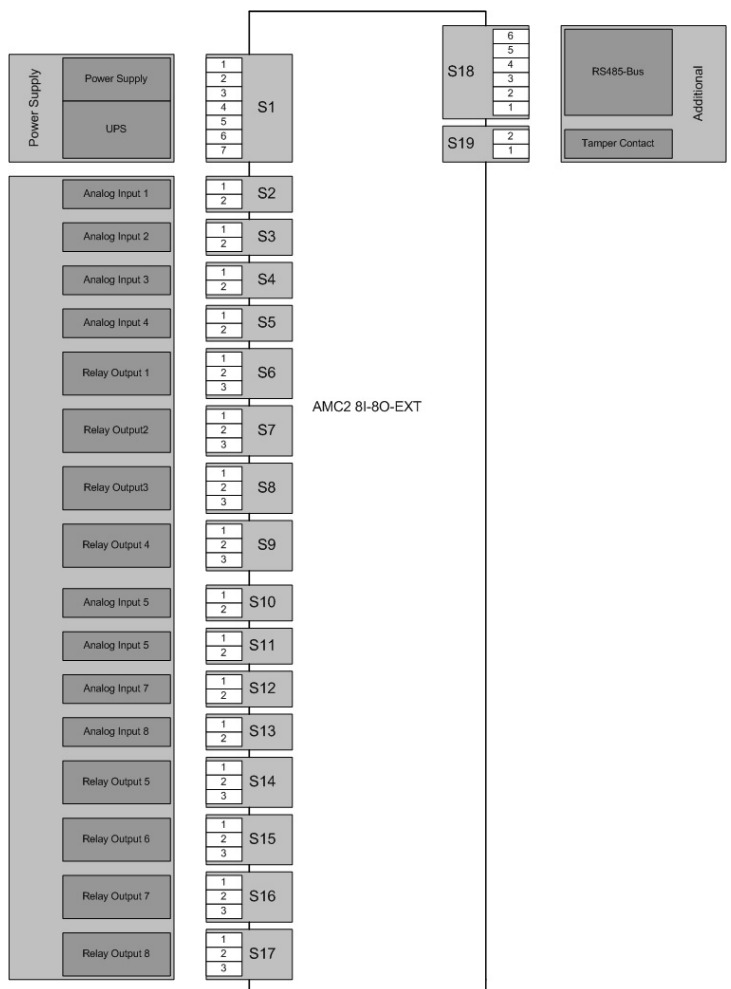 Power Supply
Power Supply
UPS
1
2
3
4
5
6
7
S1
6
5
4
3
2
1
S18
RS485-Bus
Additional
2
1
S19
Tamper Contact
Analog Input 1
1
2
S2
Analog Input 2
1
2
S3
Analog Input 3
1
2
S4
Analog Input 4
1
2
S5
Relay Output 1
1
2
3
S6
AMC2 8I-8O-EXT
Relay Output2
1
2
3
S7
Relay Output3
1
2
3
S8
Relay Output 4
1
2
3
S9
Analog Input 5
1
2
S10
Analog Input 5
1
2
S11
Analog Input 7
1
2
S12
Analog Input 8
1
2
S13
Relay Output 5
1
2
3
S14
Relay Output 6
1
2
3
S15
Relay Output 7
1
2
3
S16
Relay Output 8
1
2
3
S17